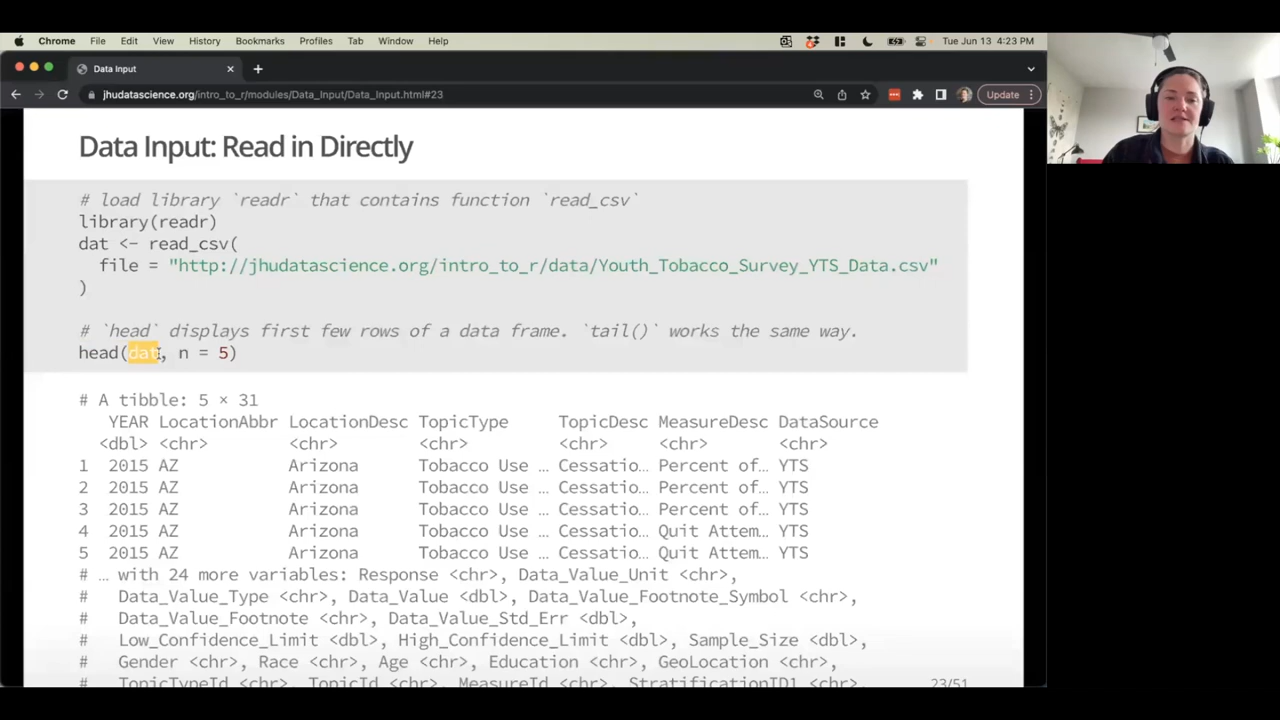 Chrome File Edit View History Bookmarks Profiles Tab Window Help Tue Jun 13 4:23 PM
Data Input
jhudatascience.org/intro_to_r/modules/Data_Input/Data_Input.html#23 Update
Data Input: Read in Directly
# load library `readr` that contains function `read_csv`
library(readr)
dat <- read_csv(
file = "http://jhudatascience.org/intro_to_r/data/Youth_Tobacco_Survey_YTS_Data.csv"
)
# `head` displays first few rows of a data frame. `tail()` works the same way.
head(dat, n = 5)
# A tibble: 5 × 31
YEAR LocationAbbr LocationDesc TopicType TopicDesc MeasureDesc DataSource
<dbl> <chr> <chr> <chr> <chr> <chr> <chr>
1 2015 AZ Arizona Tobacco Use … Cessatio… Percent of… YTS
2 2015 AZ Arizona Tobacco Use … Cessatio… Percent of… YTS
3 2015 AZ Arizona Tobacco Use … Cessatio… Percent of… YTS
4 2015 AZ Arizona Tobacco Use … Cessatio… Quit Attem… YTS
5 2015 AZ Arizona Tobacco Use … Cessatio… Quit Attem… YTS
# … with 24 more variables: Response <chr>, Data_Value_Unit <chr>,
# Data_Value_Type <chr>, Data_Value <dbl>, Data_Value_Footnote_Symbol <chr>,
# Data_Value_Footnote <chr>, Data_Value_Std_Err <dbl>,
# Low_Confidence_Limit <dbl>, High_Confidence_Limit <dbl>, Sample_Size <dbl>,
# Gender <chr>, Race <chr>, Age <chr>, Education <chr>, GeoLocation <chr>,
# TopicTypeId <chr>, TopicId <chr>, MeasureId <chr>, StratificationID1 <chr>,
23/51